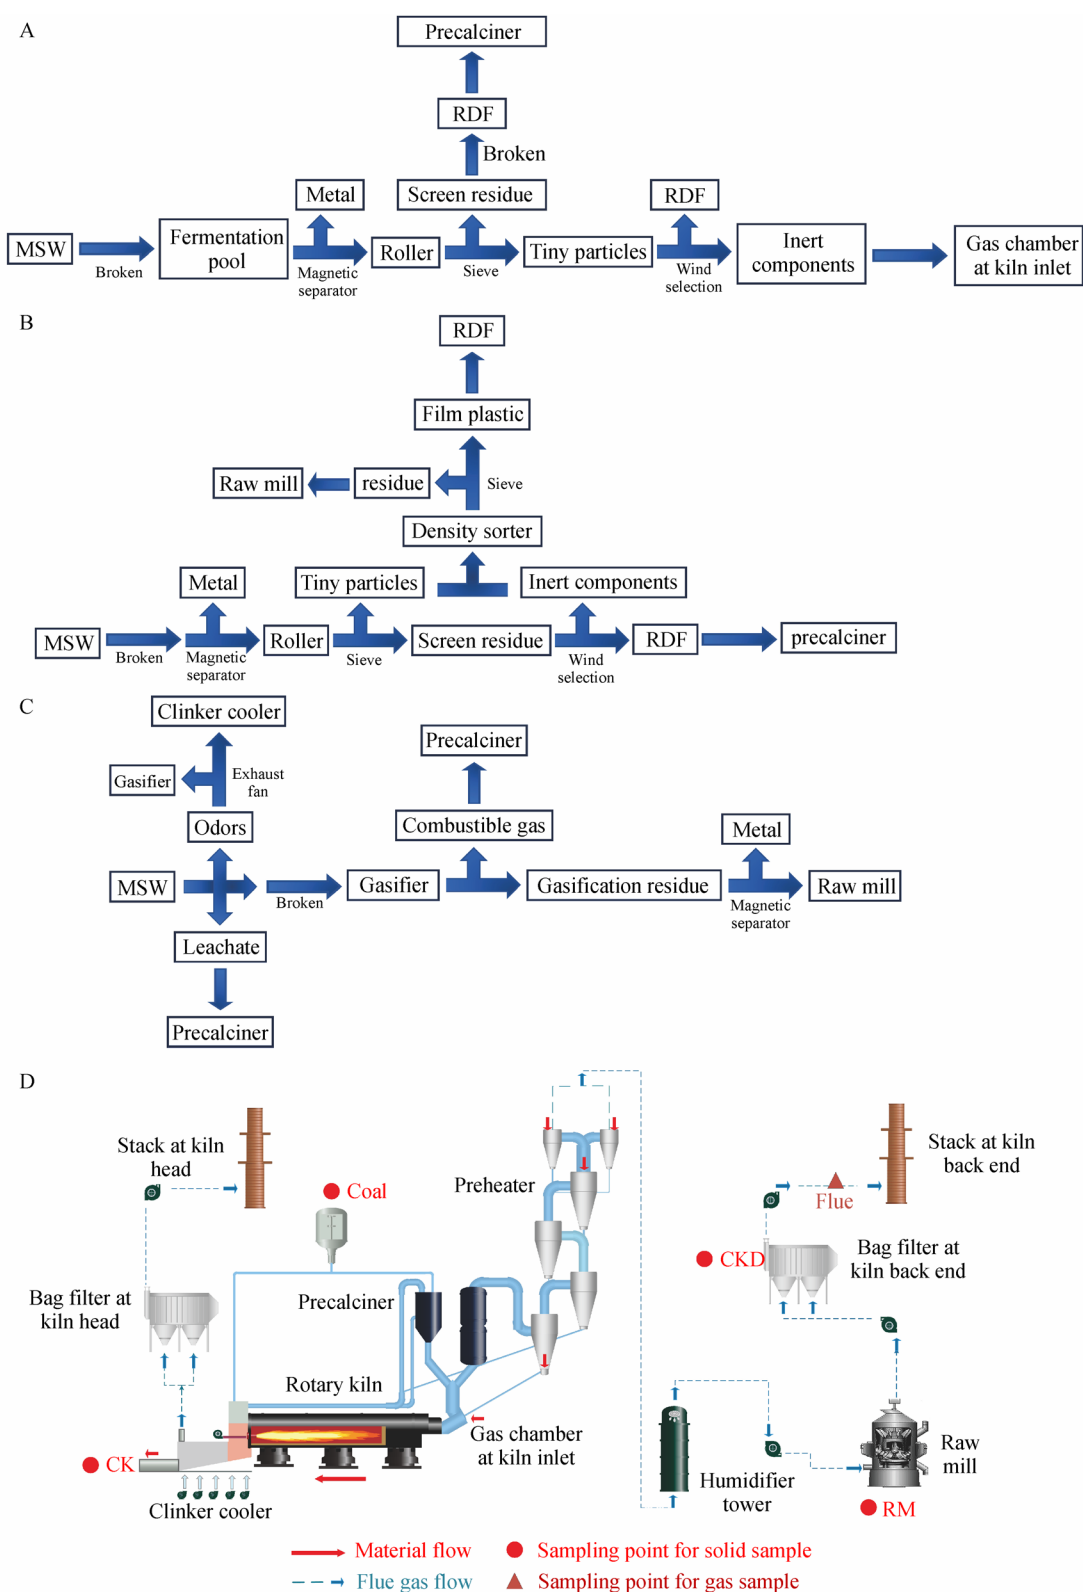 A
Precalciner
RDF
Broken
Metal
Screen residue
RDF
MSW
Broken
Fermentation
pool
Magnetic
separator
Roller
Sieve
Tiny particles
Wind
selection
Inert
components
Gas chamber
at kiln inlet
B
RDF
Film plastic
Raw mill
residue
Sieve
Density sorter
Metal
Tiny particles
Inert components
MSW
Broken
Magnetic
separator
Roller
Sieve
Screen residue
Wind
selection
RDF
precalciner
C
Clinker cooler
Precalciner
Gasifier
Exhaust
fan
Odors
Combustible gas
Metal
MSW
Broken
Gasifier
Gasification residue
Magnetic
separator
Raw mill
Leachate
Precalciner
D
Stack at kiln
head
Coal
Preheater
Stack at kiln
back end
Flue
CKD
Bag filter at
kiln back end
Bag filter at
kiln head
Precalciner
Rotary kiln
Gas chamber
at kiln inlet
CK
Clinker cooler
Humidifier
tower
Raw
mill
RM
Material flow
Sampling point for solid sample
Flue gas flow
Sampling point for gas sample